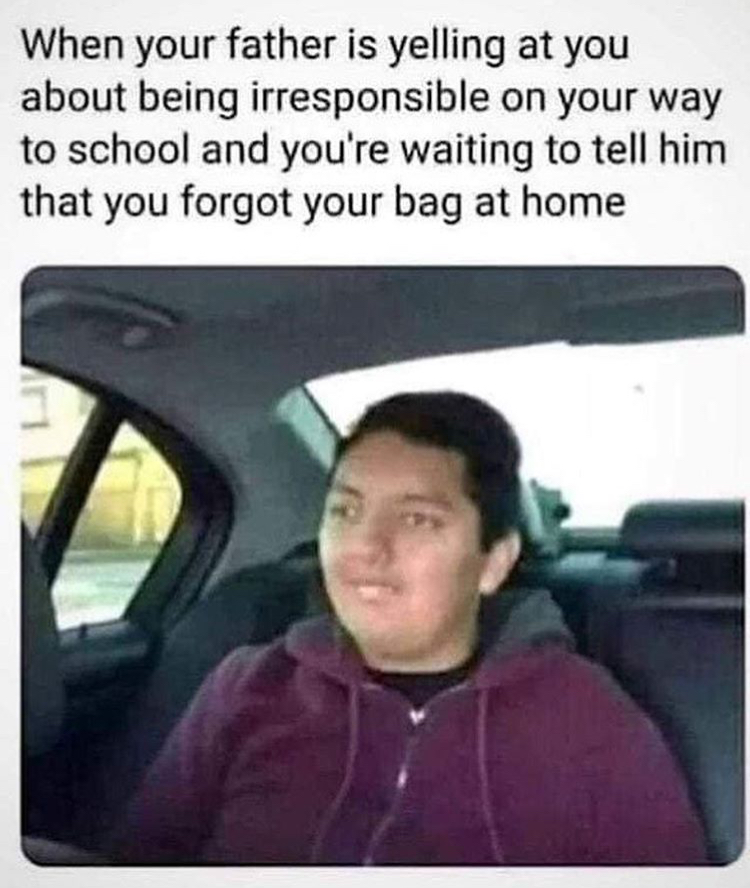 When your father is yelling at you
about being irresponsible on your way
to school and you're waiting to tell him
that you forgot your bag at home